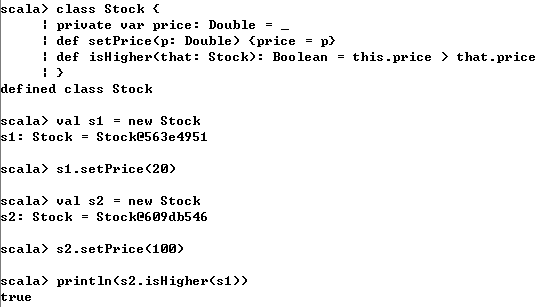 scala> class Stock {
     | private var price: Double = _
     | def setPrice(p: Double) {price = p}
     | def isHigher(that: Stock): Boolean = this.price > that.price
     | }
defined class Stock
scala> val s1 = new Stock
s1: Stock = Stock@563e4951
scala> s1.setPrice(20)
scala> val s2 = new Stock
s2: Stock = Stock@609db546
scala> s2.setPrice(100)
scala> println(s2.isHigher(s1))
true